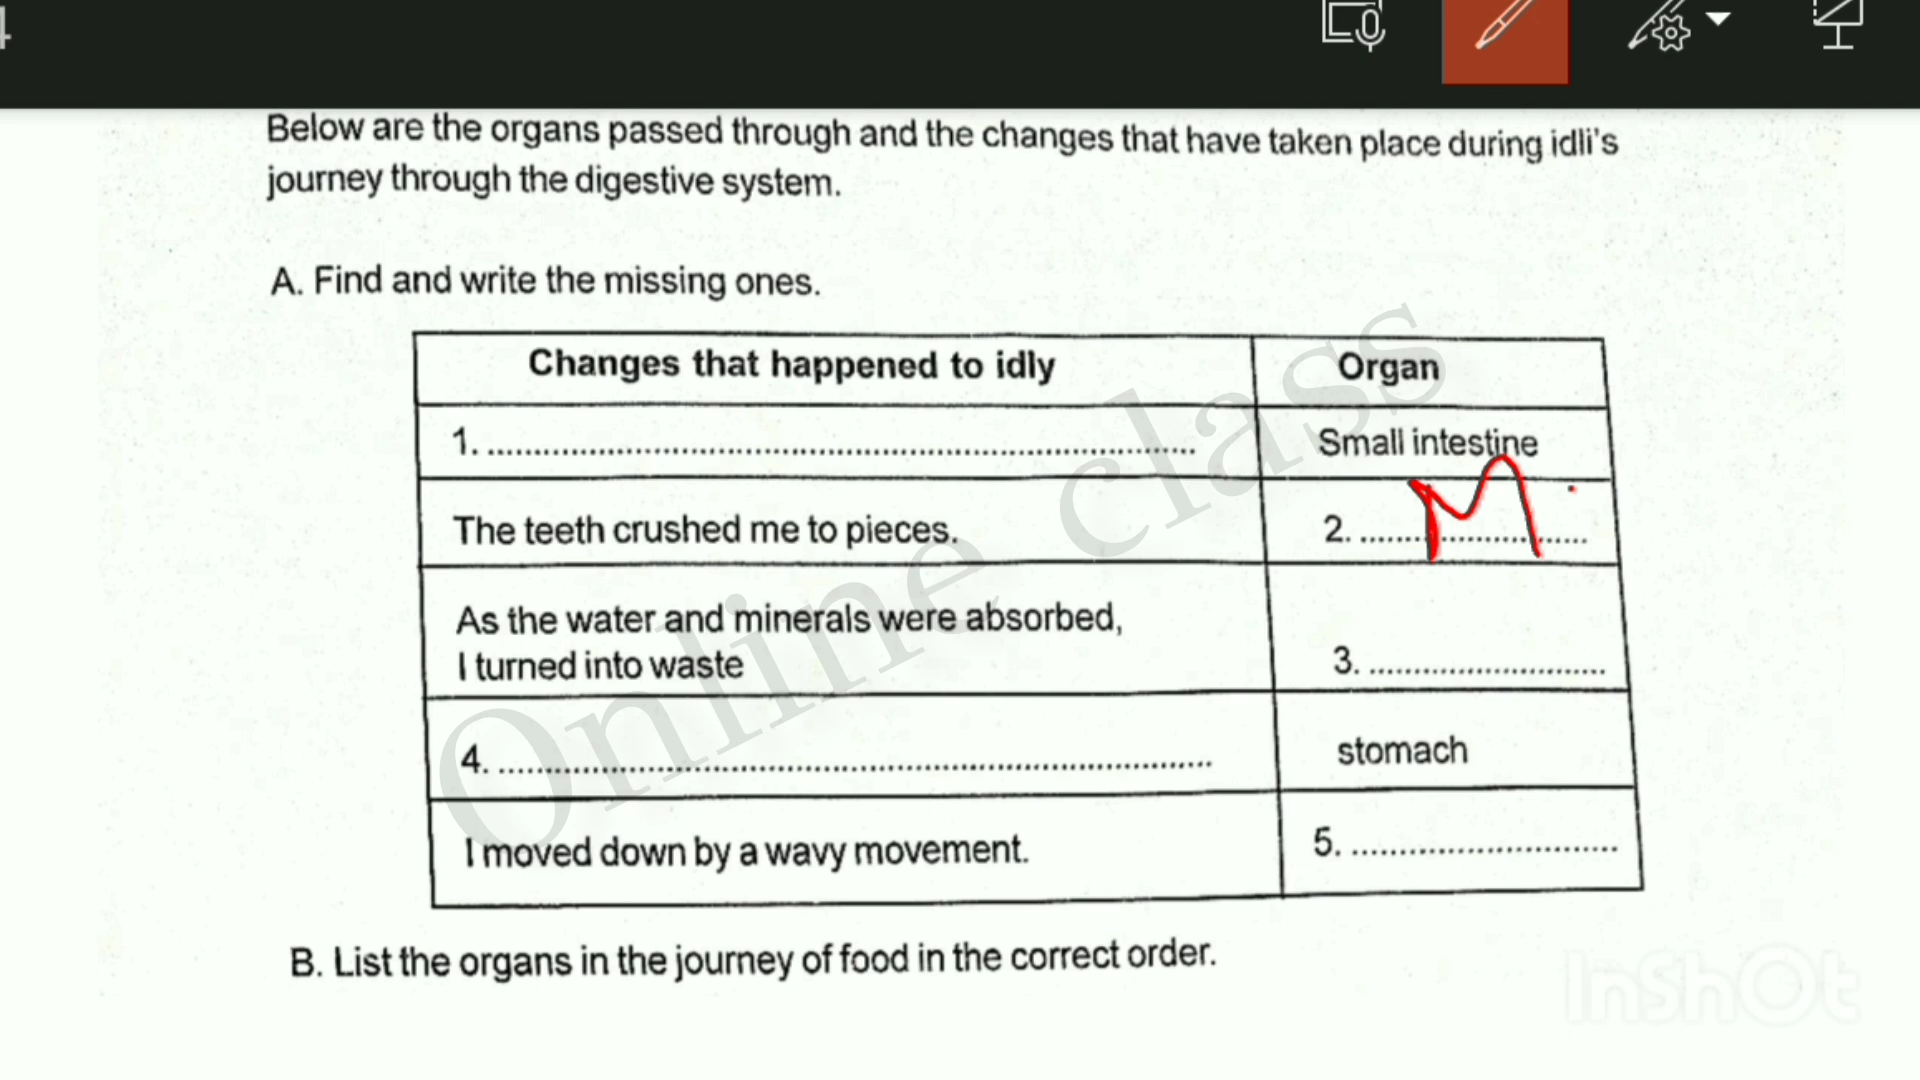 4
Below are the organs passed through and the changes that have taken place during idli's
journey through the digestive system.
A. Find and write the missing ones.
Changes that happened to idly
Organ
1. ............................................................
Small intestine
The teeth crushed me to pieces.
2. ........................
M
As the water and minerals were absorbed,
I turned into waste
3. ........................
4. ............................................................
stomach
I moved down by a wavy movement.
5. ........................
B. List the organs in the journey of food in the correct order.
Online class
InShOt